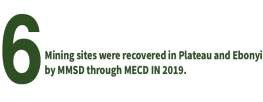 6
Mining sites were recovered in Plateau and Ebonyi
by MMSD through MECD IN 2019.